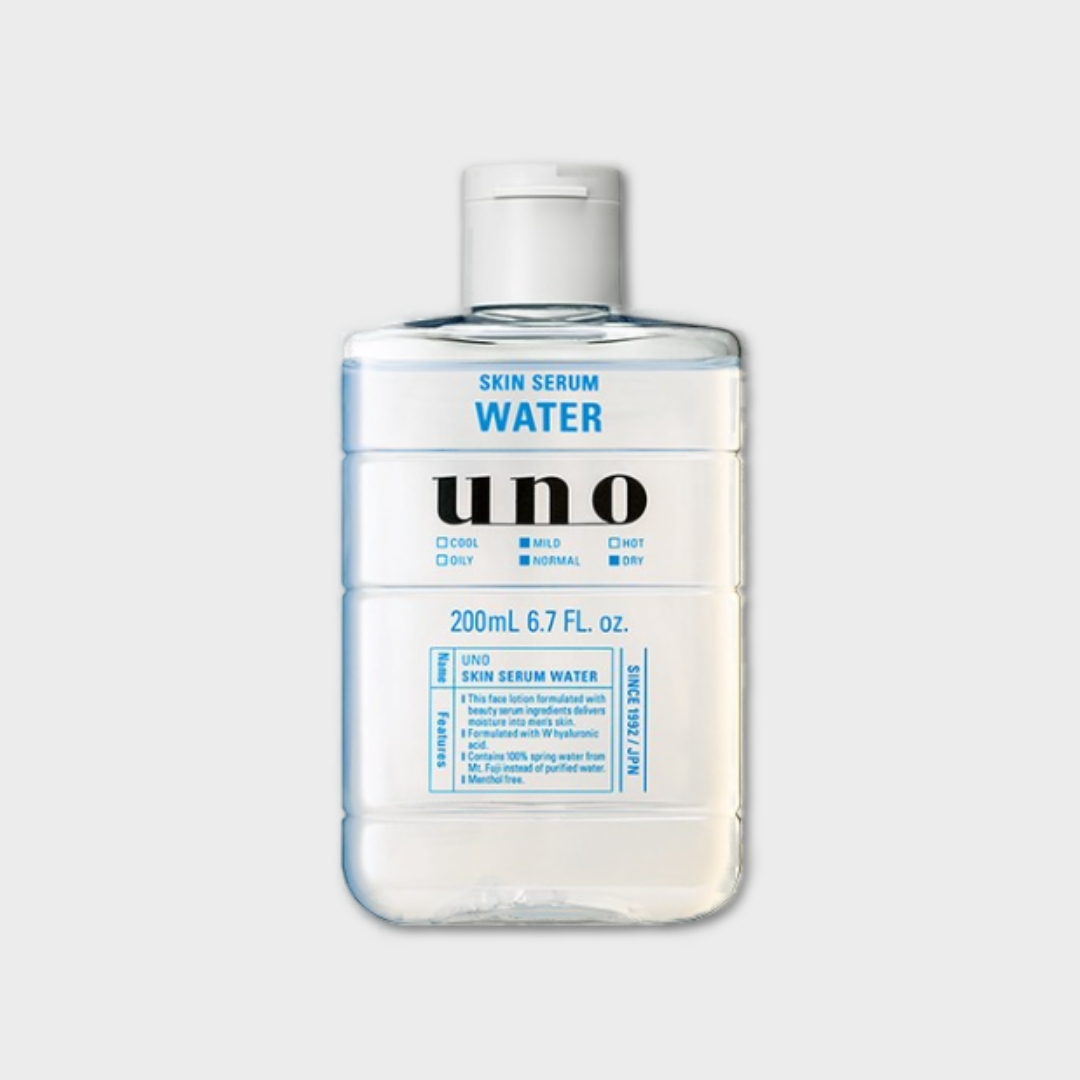 SKIN SERUM
WATER
uno
COOL MILD HOT
OILY NORMAL DRY
200mL 6.7 FL. oz.
Name
UNO
SKIN SERUM WATER
Features
This face lotion formulated with
beauty serum ingredients delivers
moisture into men's skin.
Formulated with W hyaluronic
acid.
Contains 100% spring water from
Mt. Fuji instead of purified water.
Menthol free.
SINCE 1992 / JPN